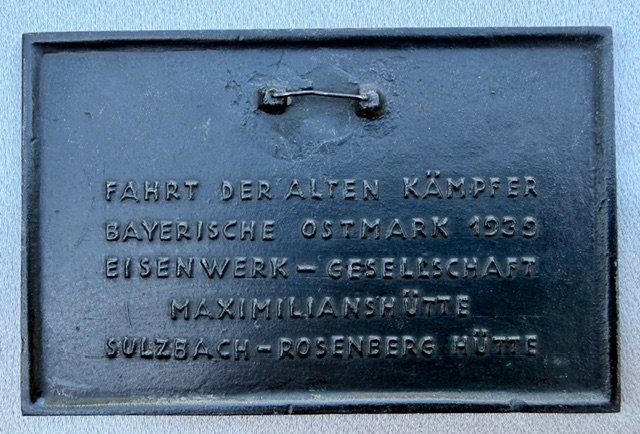 FAHRT DER ALTEN KÄMPFER
BAYERISCHE OSTMARK 1939
EISENWERK – GESELLSCHAFT
MAXIMILIANSHÜTTE
SULZBACH – ROSENBERG HÜTTE